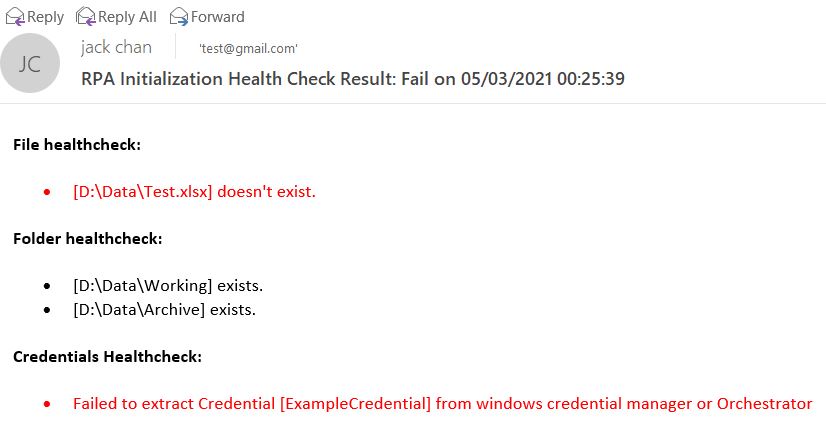 Reply Reply All Forward
JC
jack chan 'test@gmail.com'
RPA Initialization Health Check Result: Fail on 05/03/2021 00:25:39
File healthcheck:
• [D:\Data\Test.xlsx] doesn't exist.
Folder healthcheck:
• [D:\Data\Working] exists.
• [D:\Data\Archive] exists.
Credentials Healthcheck:
• Failed to extract Credential [ExampleCredential] from windows credential manager or Orchestrator